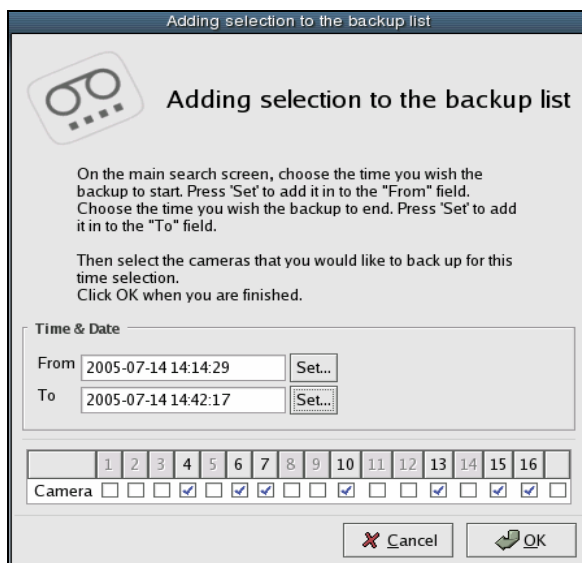 Adding selection to the backup list
Adding selection to the backup list
On the main search screen, choose the time you wish the
backup to start. Press 'Set' to add it in to the "From" field.
Choose the time you wish the backup to end. Press 'Set' to add
it in to the "To" field.
Then select the cameras that you would like to back up for this
time selection.
Click OK when you are finished.
Time & Date
From 2005-07-14 14:14:29 Set...
To 2005-07-14 14:42:17 Set...
1 2 3 4 5 6 7 8 9 10 11 12 13 14 15 16
Camera
Cancel OK